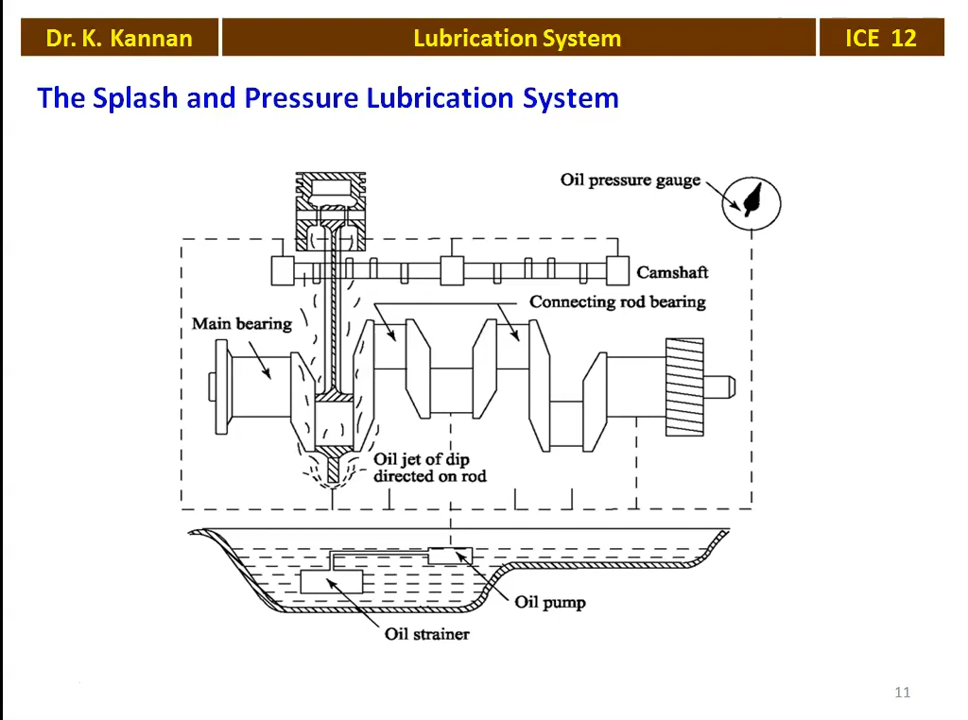 Dr. K. Kannan
Lubrication System
ICE 12
The Splash and Pressure Lubrication System
Oil pressure gauge
Camshaft
Connecting rod bearing
Main bearing
Oil jet of dip
directed on rod
Oil pump
Oil strainer
11